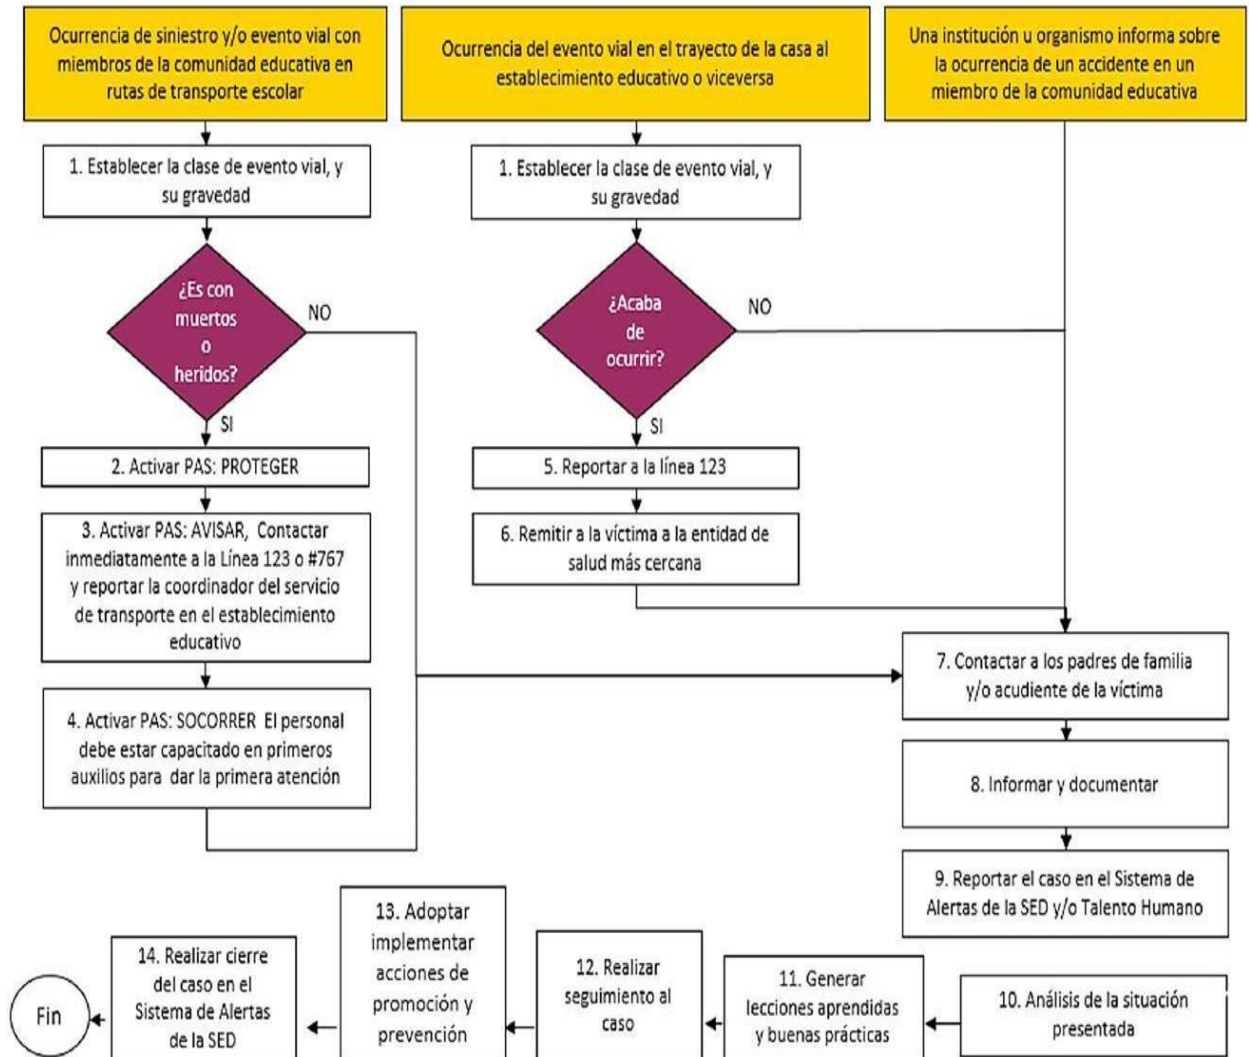 Ocurrencia de siniestro y/o evento vial con
miembros de la comunidad educativa en
rutas de transporte escolar
Ocurrencia del evento vial en el trayecto de la casa al
establecimiento educativo o viceversa
Una institución u organismo informa sobre
la ocurrencia de un accidente en un
miembro de la comunidad educativa
1. Establecer la clase de evento vial, y
su gravedad
¿Es con
muertos
o
heridos?
NO
SI
2. Activar PAS: PROTEGER
3. Activar PAS: AVISAR, Contactar
inmediatamente a la Línea 123 o #767
y reportar la coordinador del servicio
de transporte en el establecimiento
educativo
4. Activar PAS: SOCORRER El personal
debe estar capacitado en primeros
auxilios para dar la primera atención
1. Establecer la clase de evento vial, y
su gravedad
¿Acaba
de
ocurrir?
NO
SI
5. Reportar a la línea 123
6. Remitir a la víctima a la entidad de
salud más cercana
7. Contactar a los padres de familia
y/o acudiente de la víctima
8. Informar y documentar
9. Reportar el caso en el Sistema de
Alertas de la SED y/o Talento Humano
10. Análisis de la situación
presentada
11. Generar
lecciones aprendidas
y buenas prácticas
12. Realizar
seguimiento al
caso
13. Adoptar
implementar
acciones de
promoción y
prevención
14. Realizar cierre
del caso en el
Sistema de Alertas
de la SED
Fin